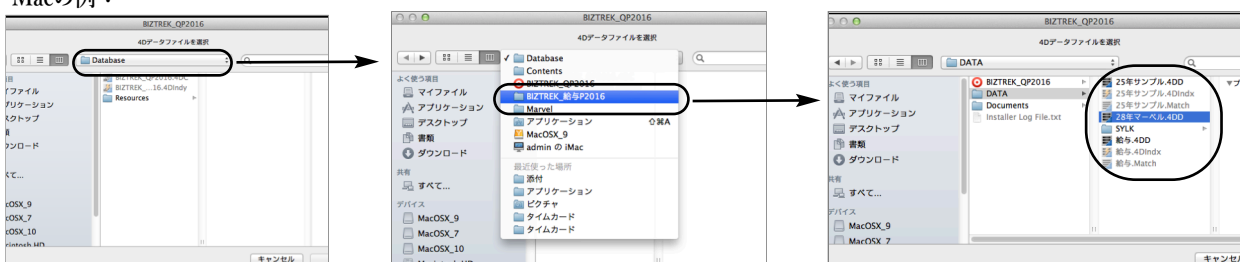 Macの例：
BIZTREK_QP2016
4Dデータファイルを選択
Database
BIZTREK_QP2016.4DC
BIZTREK_...16.4DIndy
Resources
イファイル
プリケーション
スクトップ
ウンロード
べて...
cOSX_9
cOSX_7
cOSX_10
キャンセル
BIZTREK_QP2016
4Dデータファイルを選択
Database
Contents
BIZTREK_QP2016
BIZTREK_給与P2016
Marvel
アプリケーション ⇧⌘A
MacOSX_9
admin の iMac
最近使った場所
添付
アプリケーション
ピクチャ
タイムカード
タイムカード
よく使う項目
マイファイル
アプリケーション
デスクトップ
書類
ダウンロード
共有
すべて...
デバイス
MacOSX_9
MacOSX_7
MacOSX_10
BIZTREK_QP2016
4Dデータファイルを選択
DATA
よく使う項目
マイファイル
アプリケーション
デスクトップ
書類
ダウンロード
共有
すべて...
デバイス
MacOSX_9
MacOSX_7
BIZTREK_QP2016
DATA
Documents
Installer Log File.txt
25年サンプル.4DD
25年サンプル.4DIndx
25年サンプル.Match
28年マーベル.4DD
SYLK
給与.4DD
給与.4DIndx
給与.Match
キャンセル